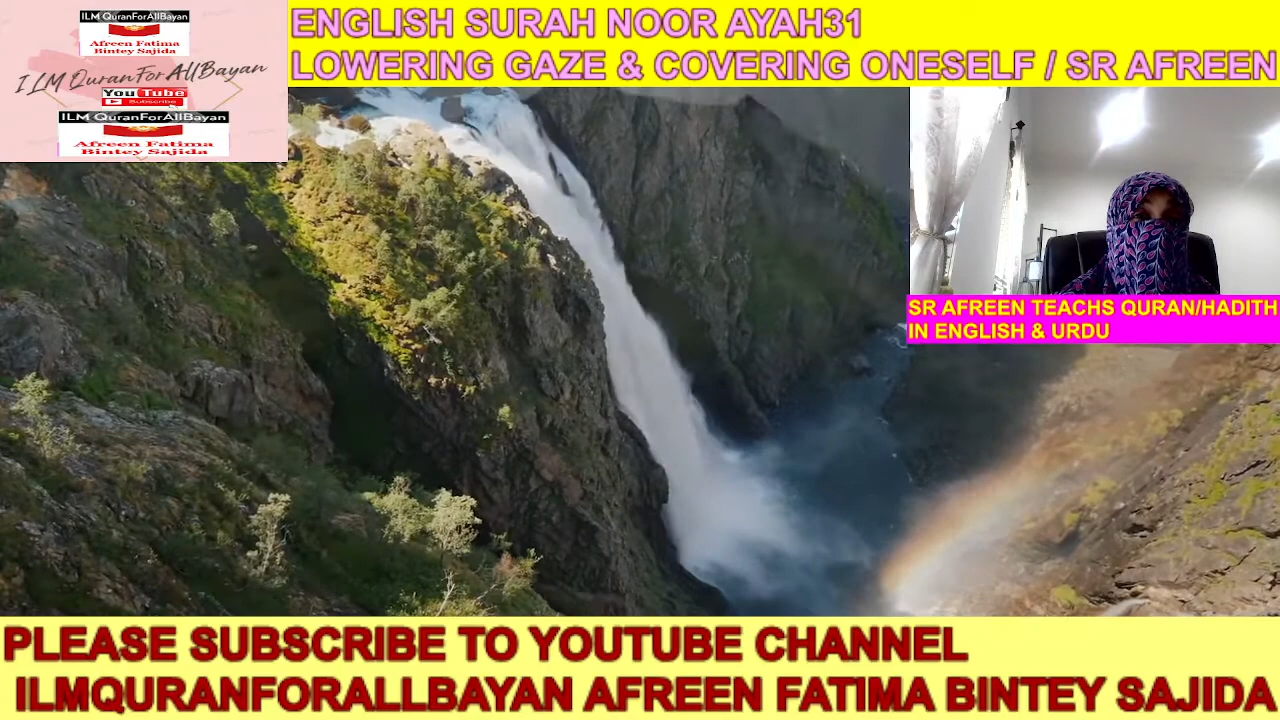 ILM QuranForAllBayan
Afreen Fatima
Bintey Sajida
ILM QuranForAllBayan
YouTube
Subscribe
ILM QuranForAllBayan
Afreen Fatima
Bintey Sajida
ENGLISH SURAH NOOR AYAH31
LOWERING GAZE & COVERING ONESELF / SR AFREEN
SR AFREEN TEACHS QURAN/HADITH
IN ENGLISH & URDU
PLEASE SUBSCRIBE TO YOUTUBE CHANNEL
ILMQURANFORALLBAYAN AFREEN FATIMA BINTEY SAJIDA